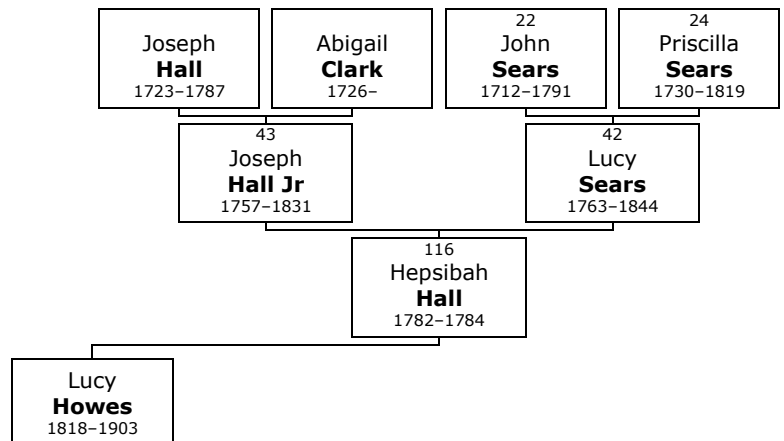 Joseph
Hall
1723–1787
Abigail
Clark
1726–
22
John
Sears
1712–1791
24
Priscilla
Sears
1730–1819
43
Joseph
Hall Jr
1757–1831
42
Lucy
Sears
1763–1844
116
Hepsibah
Hall
1782–1784
Lucy
Howes
1818–1903